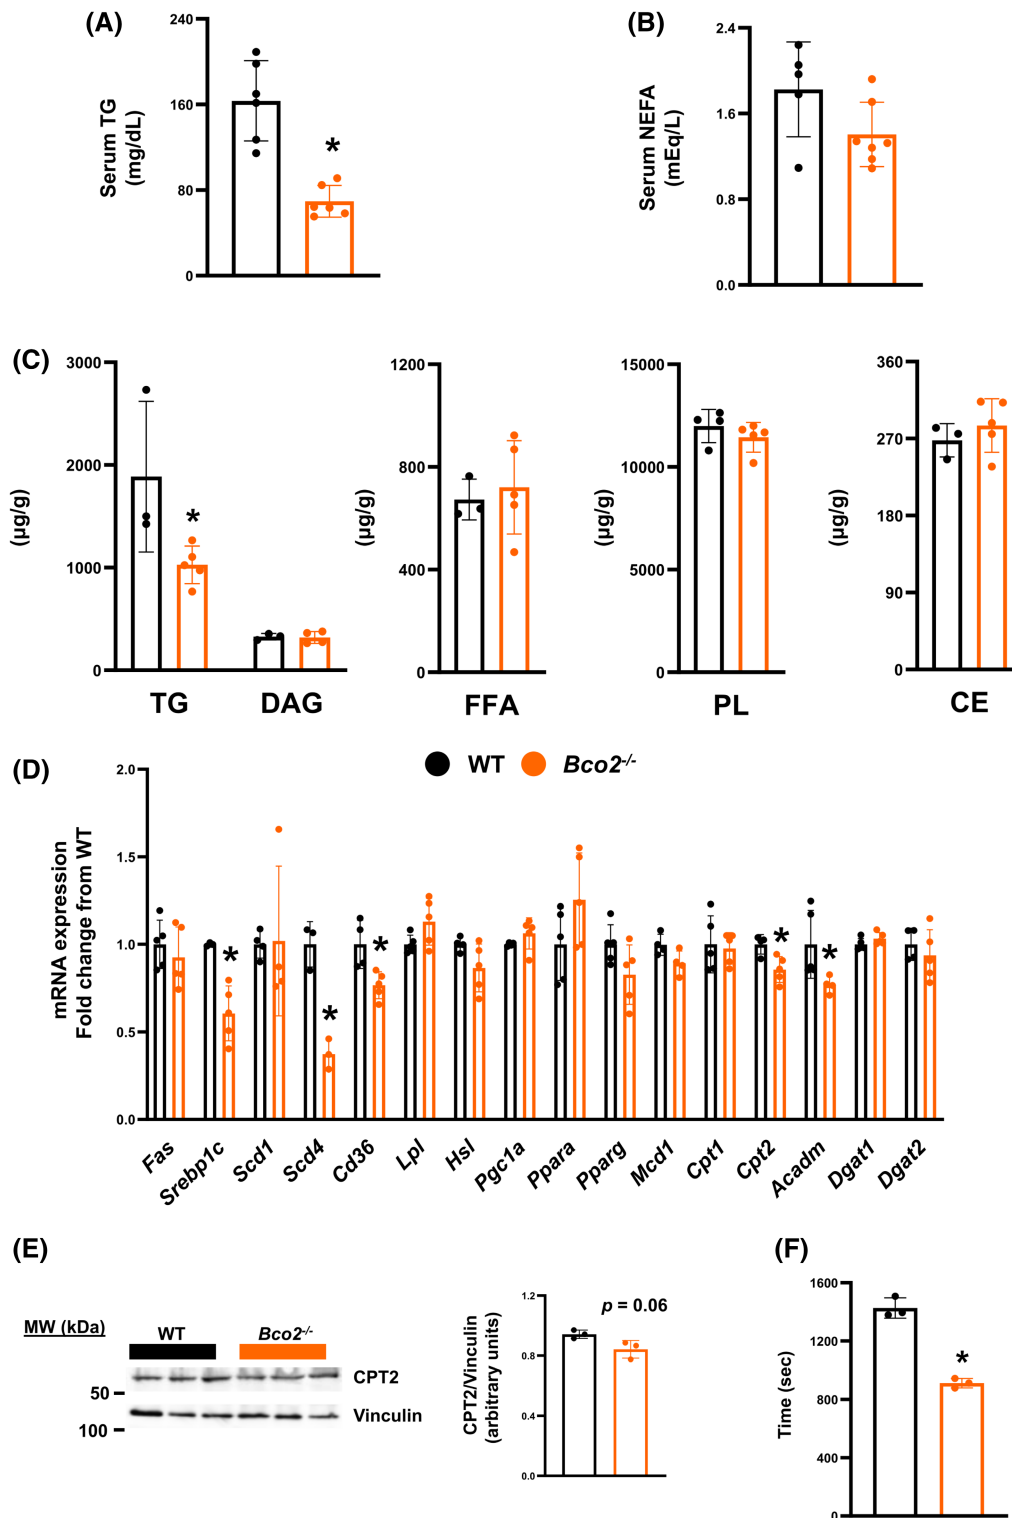 (A)
Serum TG
(mg/dL)
240
160
80
0
*
(B)
Serum NEFA
(mEq/L)
2.4
1.6
0.8
0.0
(C)
(µg/g)
3000
2000
1000
0
*
TG
DAG
(µg/g)
1200
800
400
0
FFA
(µg/g)
15000
10000
5000
0
PL
(µg/g)
360
270
180
90
0
CE
(D)
WT
Bco2-/-
mRNA expression
Fold change from WT
2.0
1.5
1.0
0.5
0.0
*
*
*
*
*
Fas
Srebp1c
Scd1
Scd4
Cd36
Lpl
Hsl
Pgc1a
Ppara
Pparg
Mcd1
Cpt1
Cpt2
Acadm
Dgat1
Dgat2
(E)
MW (kDa)
WT
Bco2-/-
CPT2
50
Vinculin
100
CPT2/Vinculin
(arbitrary units)
1.2
0.8
0.4
0.0
p = 0.06
(F)
Time (sec)
1600
1200
800
400
0
*